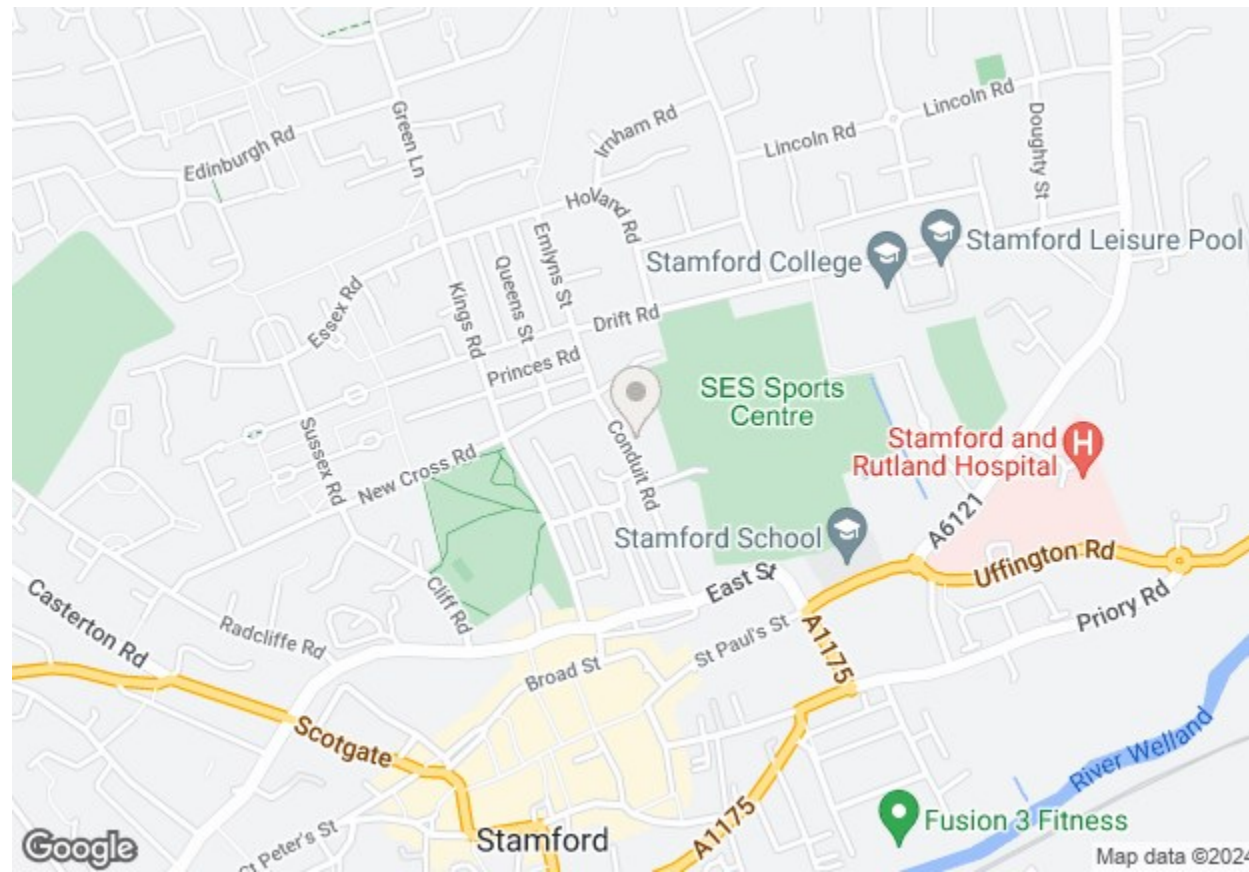 Lincoln Rd
Green Ln
Irnham Rd
Lincoln Rd
Doughty St
Edinburgh Rd
Holland Rd
Emlyns St
Stamford College
Stamford Leisure Pool
Queens St
Essex Rd
Kings Rd
Drift Rd
Princes Rd
SES Sports
Centre
Sussex Rd
Conduit Rd
Stamford and
Rutland Hospital
New Cross Rd
A6121
Stamford School
Uffington Rd
East St
Cliff Rd
Casterton Rd
Radcliffe Rd
Priory Rd
St Paul's St
A1175
Broad St
Scotgate
River Welland
A1175
Fusion 3 Fitness
Stamford
St Peter's St
Google
Map data ©2024